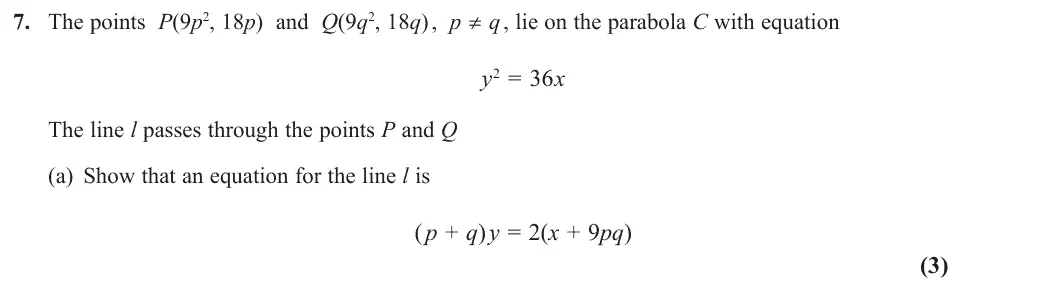 7. The points P(9p², 18p) and Q(9q², 18q), p ≠ q, lie on the parabola C with equation
y² = 36x
The line l passes through the points P and Q
(a) Show that an equation for the line l is
(p + q)y = 2(x + 9pq)
(3)